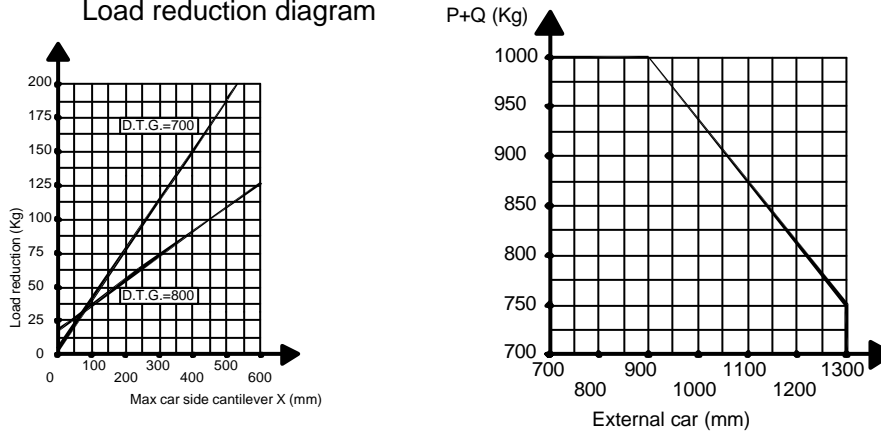 Load reduction diagram
200
175
150
125
100
75
50
25
0
Load reduction (Kg)
D.T.G.=700
D.T.G.=800
100 300 500
0 200 400 600
Max car side cantilever X (mm)
P+Q (Kg)
1000
950
900
850
800
750
700
700 900 1100 1300
800 1000 1200
External car (mm)